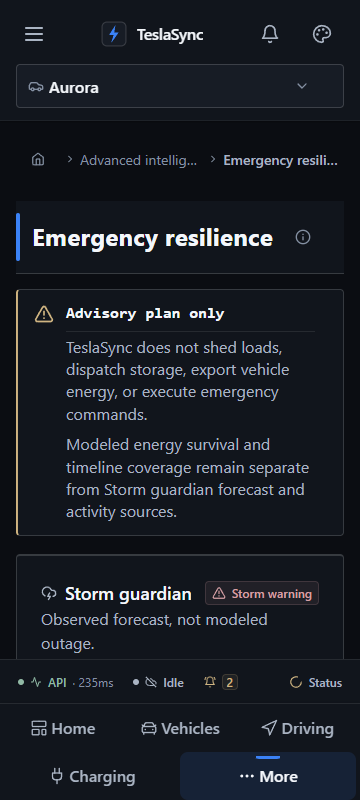 TeslaSync
Aurora
Advanced intellig... Emergency resili...
Emergency resilience
Advisory plan only
TeslaSync does not shed loads,
dispatch storage, export vehicle
energy, or execute emergency
commands.
Modeled energy survival and
timeline coverage remain separate
from Storm guardian forecast and
activity sources.
Storm guardian Storm warning
Observed forecast, not modeled
outage.
API · 235ms Idle 2 Status
Home Vehicles Driving
Charging More